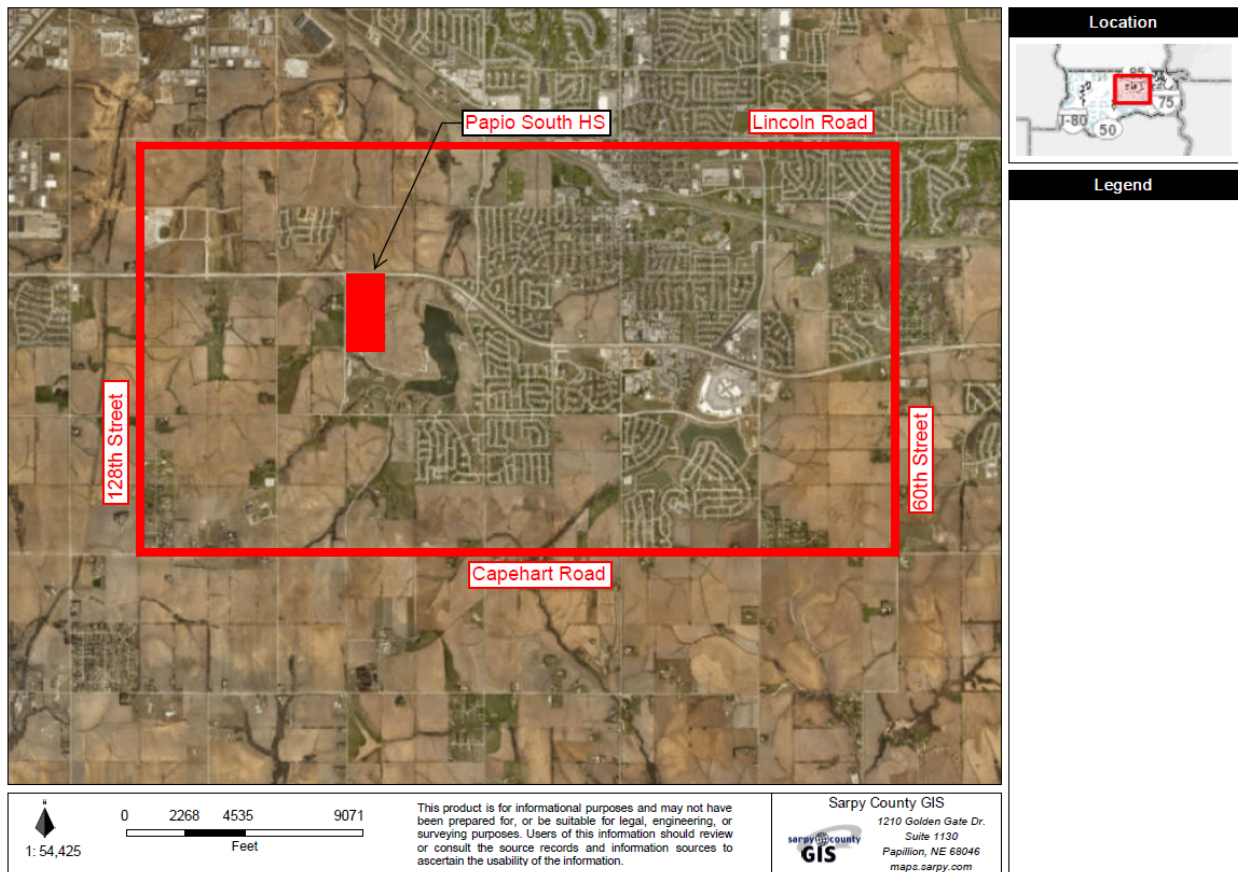 Papio South HS
Lincoln Road
128th Street
60th Street
Capehart Road
Location
I-80
50
75
Legend
N
1: 54,425
0 2268 4535 9071
Feet
This product is for informational purposes and may not have
been prepared for, or be suitable for legal, engineering, or
surveying purposes. Users of this information should review
or consult the source records and information sources to
ascertain the usability of the information.
Sarpy County GIS
sarpy county
GIS
1210 Golden Gate Dr.
Suite 1130
Papillion, NE 68046
maps.sarpy.com